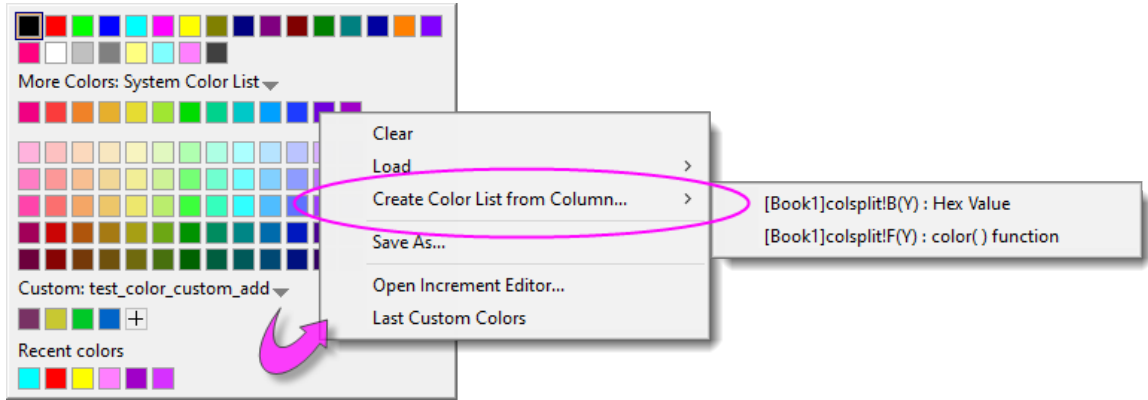 More Colors: System Color List
Clear
Load
Create Color List from Column...
[Book1]colsplit!B(Y) : Hex Value
[Book1]colsplit!F(Y) : color( ) function
Save As...
Custom: test_color_custom_add
Open Increment Editor...
Last Custom Colors
Recent colors